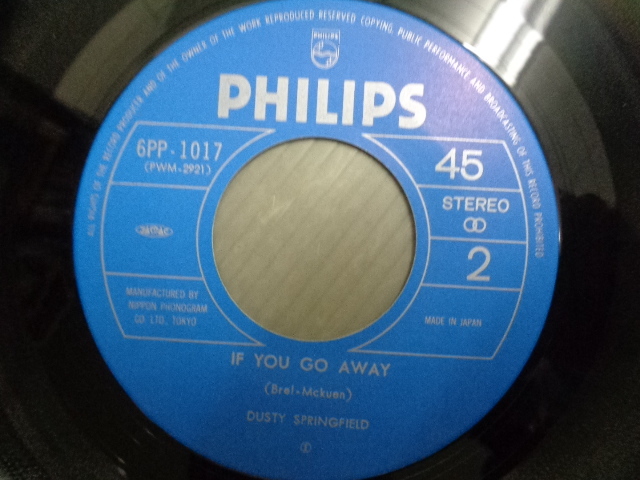 ALL RIGHTS OF THE RECORD PRODUCER AND OF THE OWNER OF THE WORK REPRODUCED RESERVED COPYING, PUBLIC PERFORMANCE AND BROADCASTING OF THIS RECORD PROHIBITED
PHILIPS
PHILIPS
6PP-1017
(PWM-2921)
45
STEREO
2
MANUFACTURED BY
NIPPON PHONOGRAM
CO. LTD. TOKYO
MADE IN JAPAN
IF YOU GO AWAY
(Brel-Mckuen)
DUSTY SPRINGFIELD